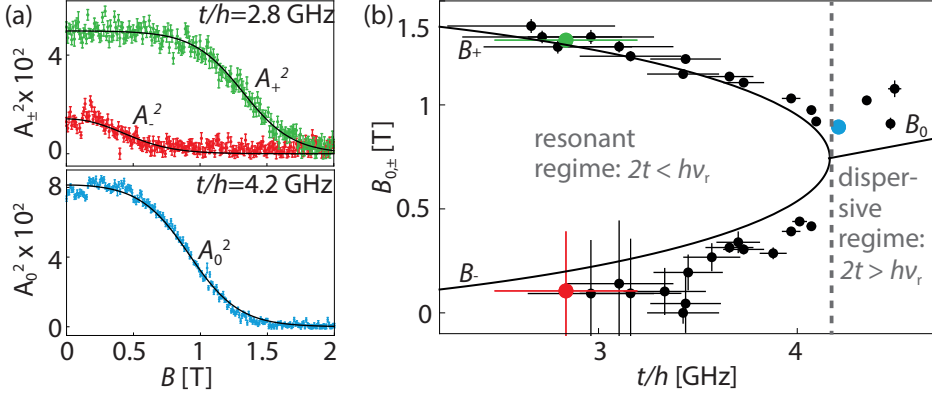 (a)
t/h=2.8 GHz
A±² x 10²
4
0
A₊²
A₋²
t/h=4.2 GHz
A₀² x 10²
8
4
0
A₀²
0 0.5 1 1.5 2
B [T]
(b)
B₀,± [T]
1.5
1
0.5
0
B₊
resonant
regime: 2t < hνᵣ
B₀
disper-
sive
regime:
2t > hνᵣ
B₋
3 4
t/h [GHz]